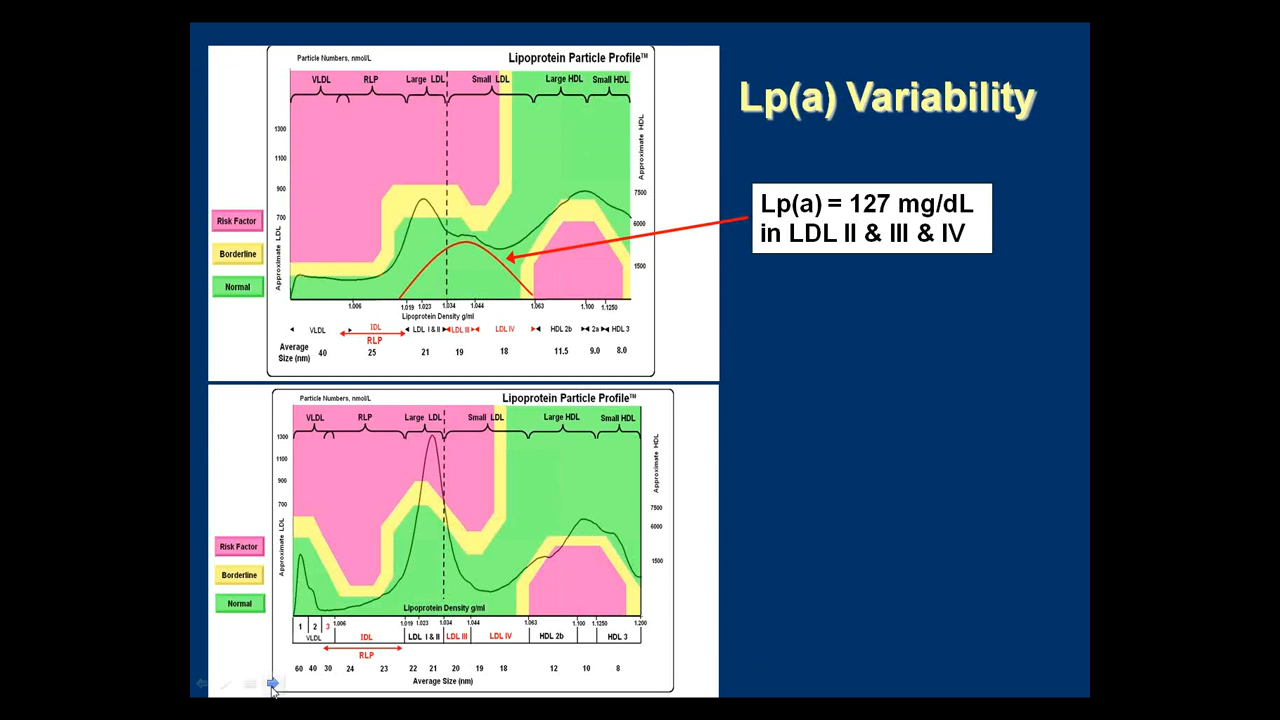 Lp(a) Variability
Particle Numbers, nmol/L
Lipoprotein Particle Profile™
VLDL RLP Large LDL Small LDL Large HDL Small HDL
1300
1100
900
700
Approximate LDL
Approximate HDL
7500
6000
1500
Risk Factor
Borderline
Normal
1.006 1.019 1.023 1.034 1.044 1.063 1.100 1.1250
Lipoprotein Density g/ml
VLDL IDL LDL I & II LDL III LDL IV HDL 2b 2a HDL 3
RLP
Average
Size (nm) 40 25 21 19 18 11.5 9.0 8.0
Lp(a) = 127 mg/dL
in LDL II & III & IV
Particle Numbers, nmol/L
Lipoprotein Particle Profile™
VLDL RLP Large LDL Small LDL Large HDL Small HDL
1300
1100
900
700
Approximate LDL
Approximate HDL
7500
6000
1500
Risk Factor
Borderline
Normal
Lipoprotein Density g/ml
1.006 1.019 1.023 1.034 1.044 1.063 1.100 1.1250 1.200
1 2 3
VLDL IDL LDL I & II LDL III LDL IV HDL 2b HDL 3
RLP
60 40 30 24 23 22 21 20 19 18 12 10 8
Average Size (nm)